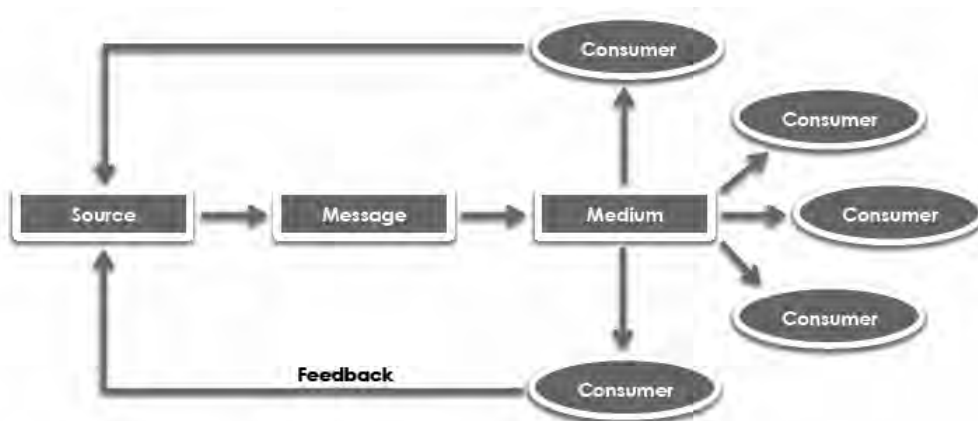 Consumer
Consumer
Source
Message
Medium
Consumer
Consumer
Feedback
Consumer